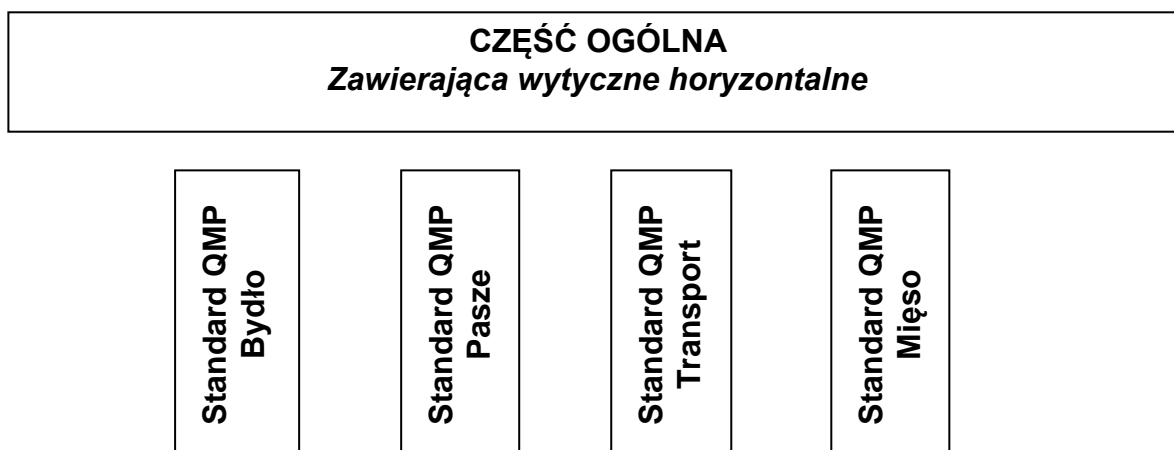 CZĘŚĆ OGÓLNA
Zawierająca wytyczne horyzontalne
Standard QMP
Bydło
Standard QMP
Pasze
Standard QMP
Transport
Standard QMP
Mięso